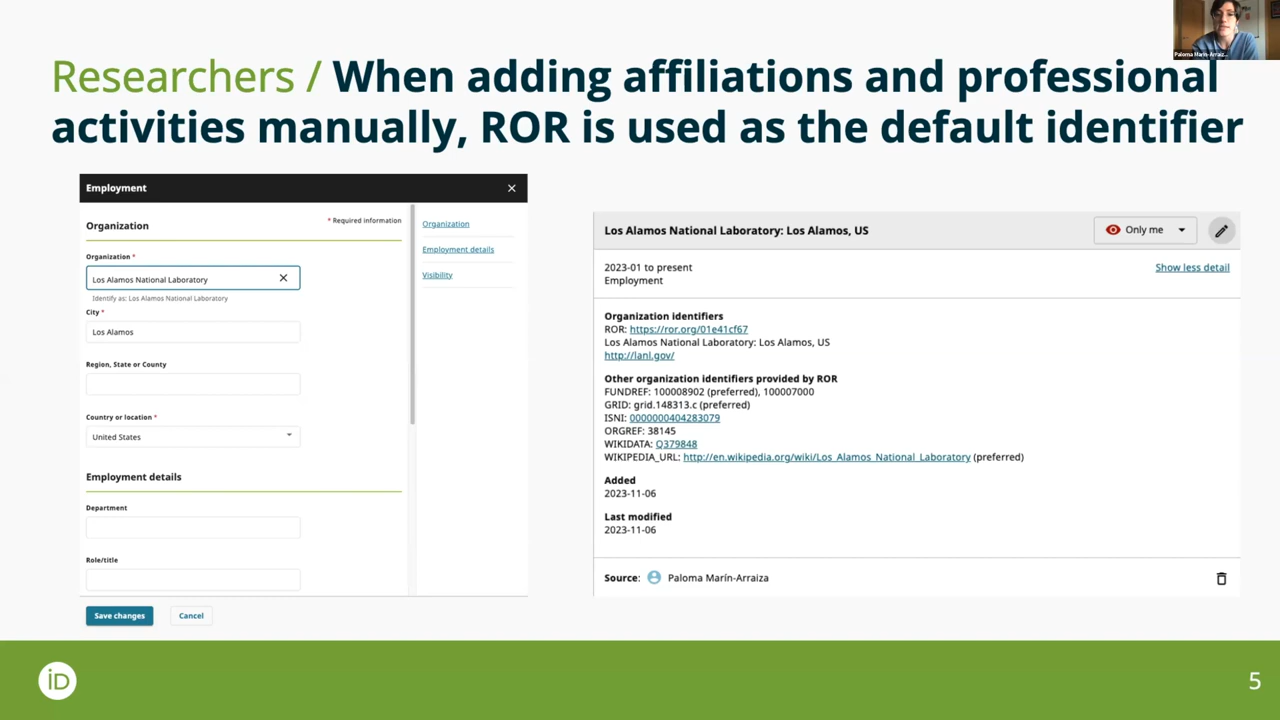 Paloma Marín-Arraiz...
Researchers / When adding affiliations and professional
activities manually, ROR is used as the default identifier
Employment
Organization
* Required information
Organization *
Los Alamos National Laboratory
Identify as: Los Alamos National Laboratory
City *
Los Alamos
Region, State or County
Country or location *
United States
Employment details
Department
Role/title
Save changes
Cancel
Organization
Employment details
Visibility
Los Alamos National Laboratory: Los Alamos, US
Only me
2023-01 to present
Show less detail
Employment
Organization identifiers
ROR: https://ror.org/01e41cf67
Los Alamos National Laboratory: Los Alamos, US
http://lanl.gov/
Other organization identifiers provided by ROR
FUNDREF: 100008902 (preferred), 100007000
GRID: grid.148313.c (preferred)
ISNI: 0000000404283079
ORGREF: 38145
WIKIDATA: Q379848
WIKIPEDIA_URL: http://en.wikipedia.org/wiki/Los_Alamos_National_Laboratory (preferred)
Added
2023-11-06
Last modified
2023-11-06
Source: Paloma Marín-Arraiza
iD
5